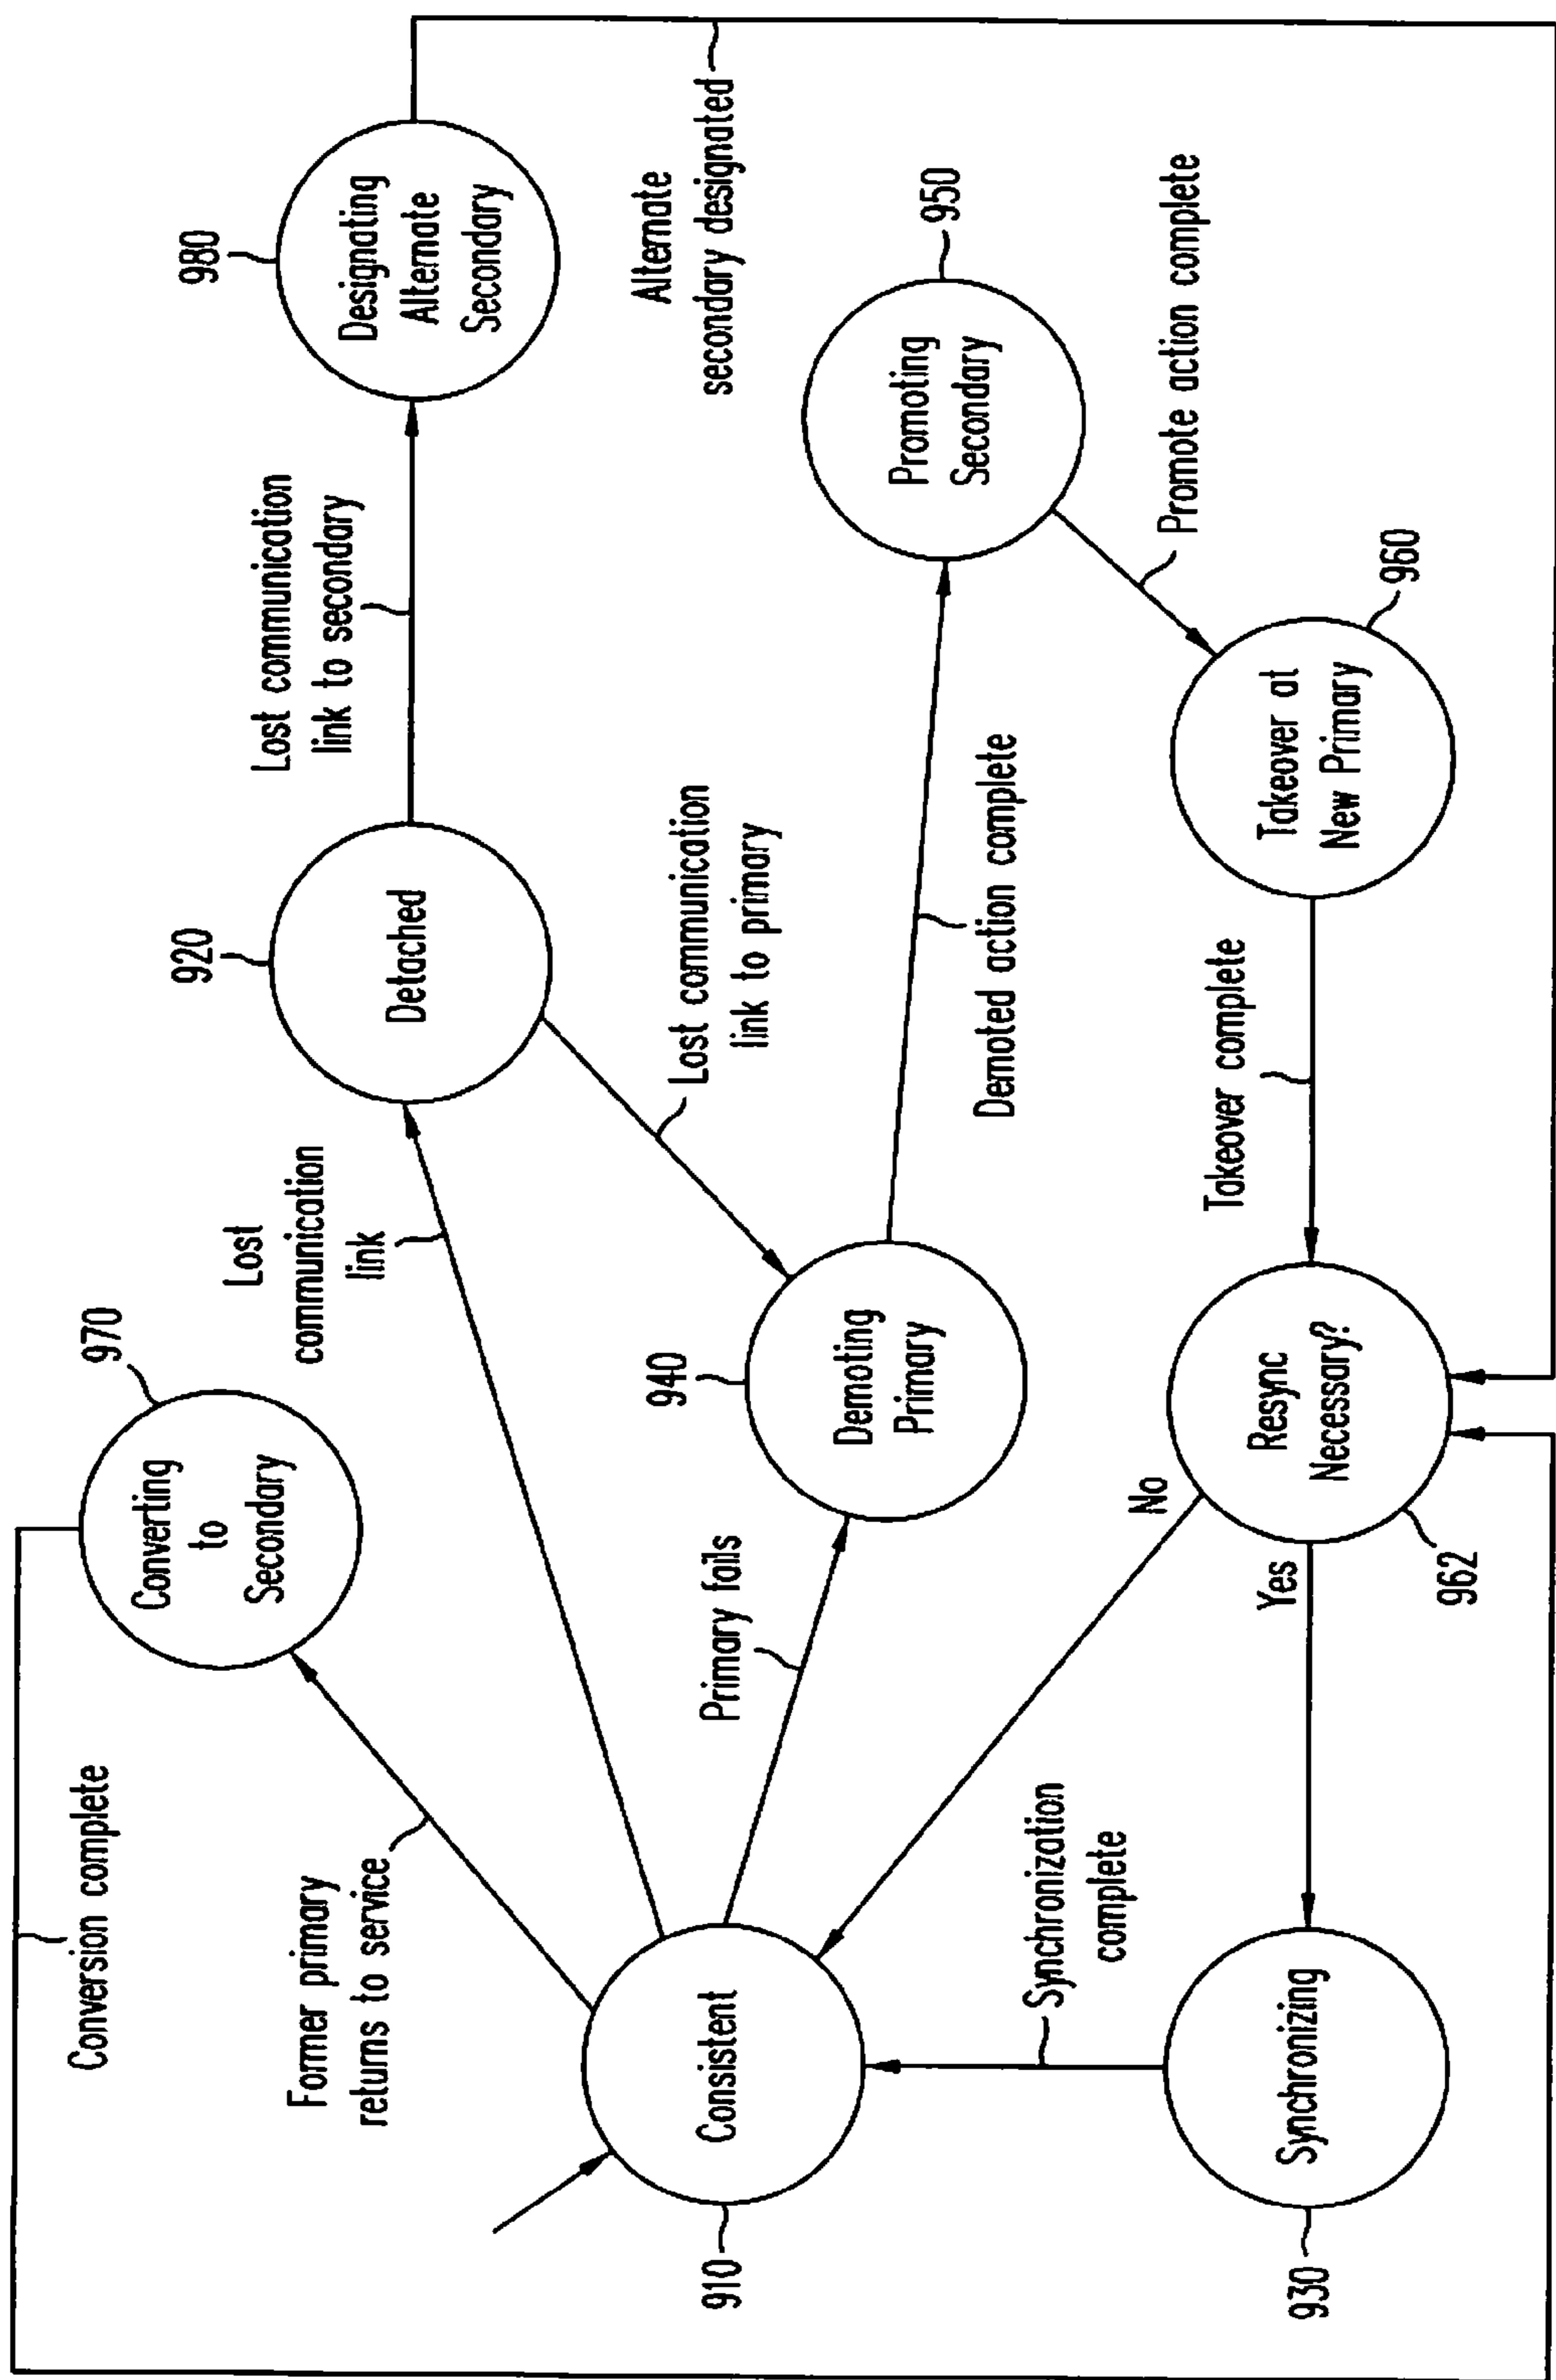 Conversion complete
970
Converting
to
Secondary
Former primary
returns to service
Lost
communication
link
920
Detached
Lost communication
link to secondary
980
Designating
Alternate
Secondary
Alternate
secondary designated
910
Consistent
Primary fails
940
Demoting
Primary
Lost communication
link to primary
Demoted action complete
950
Promoting
Secondary
Promote action complete
960
Takeover at
New Primary
Takeover complete
Resync
Necessary?
962
No
Yes
Synchronization
complete
930
Synchronizing